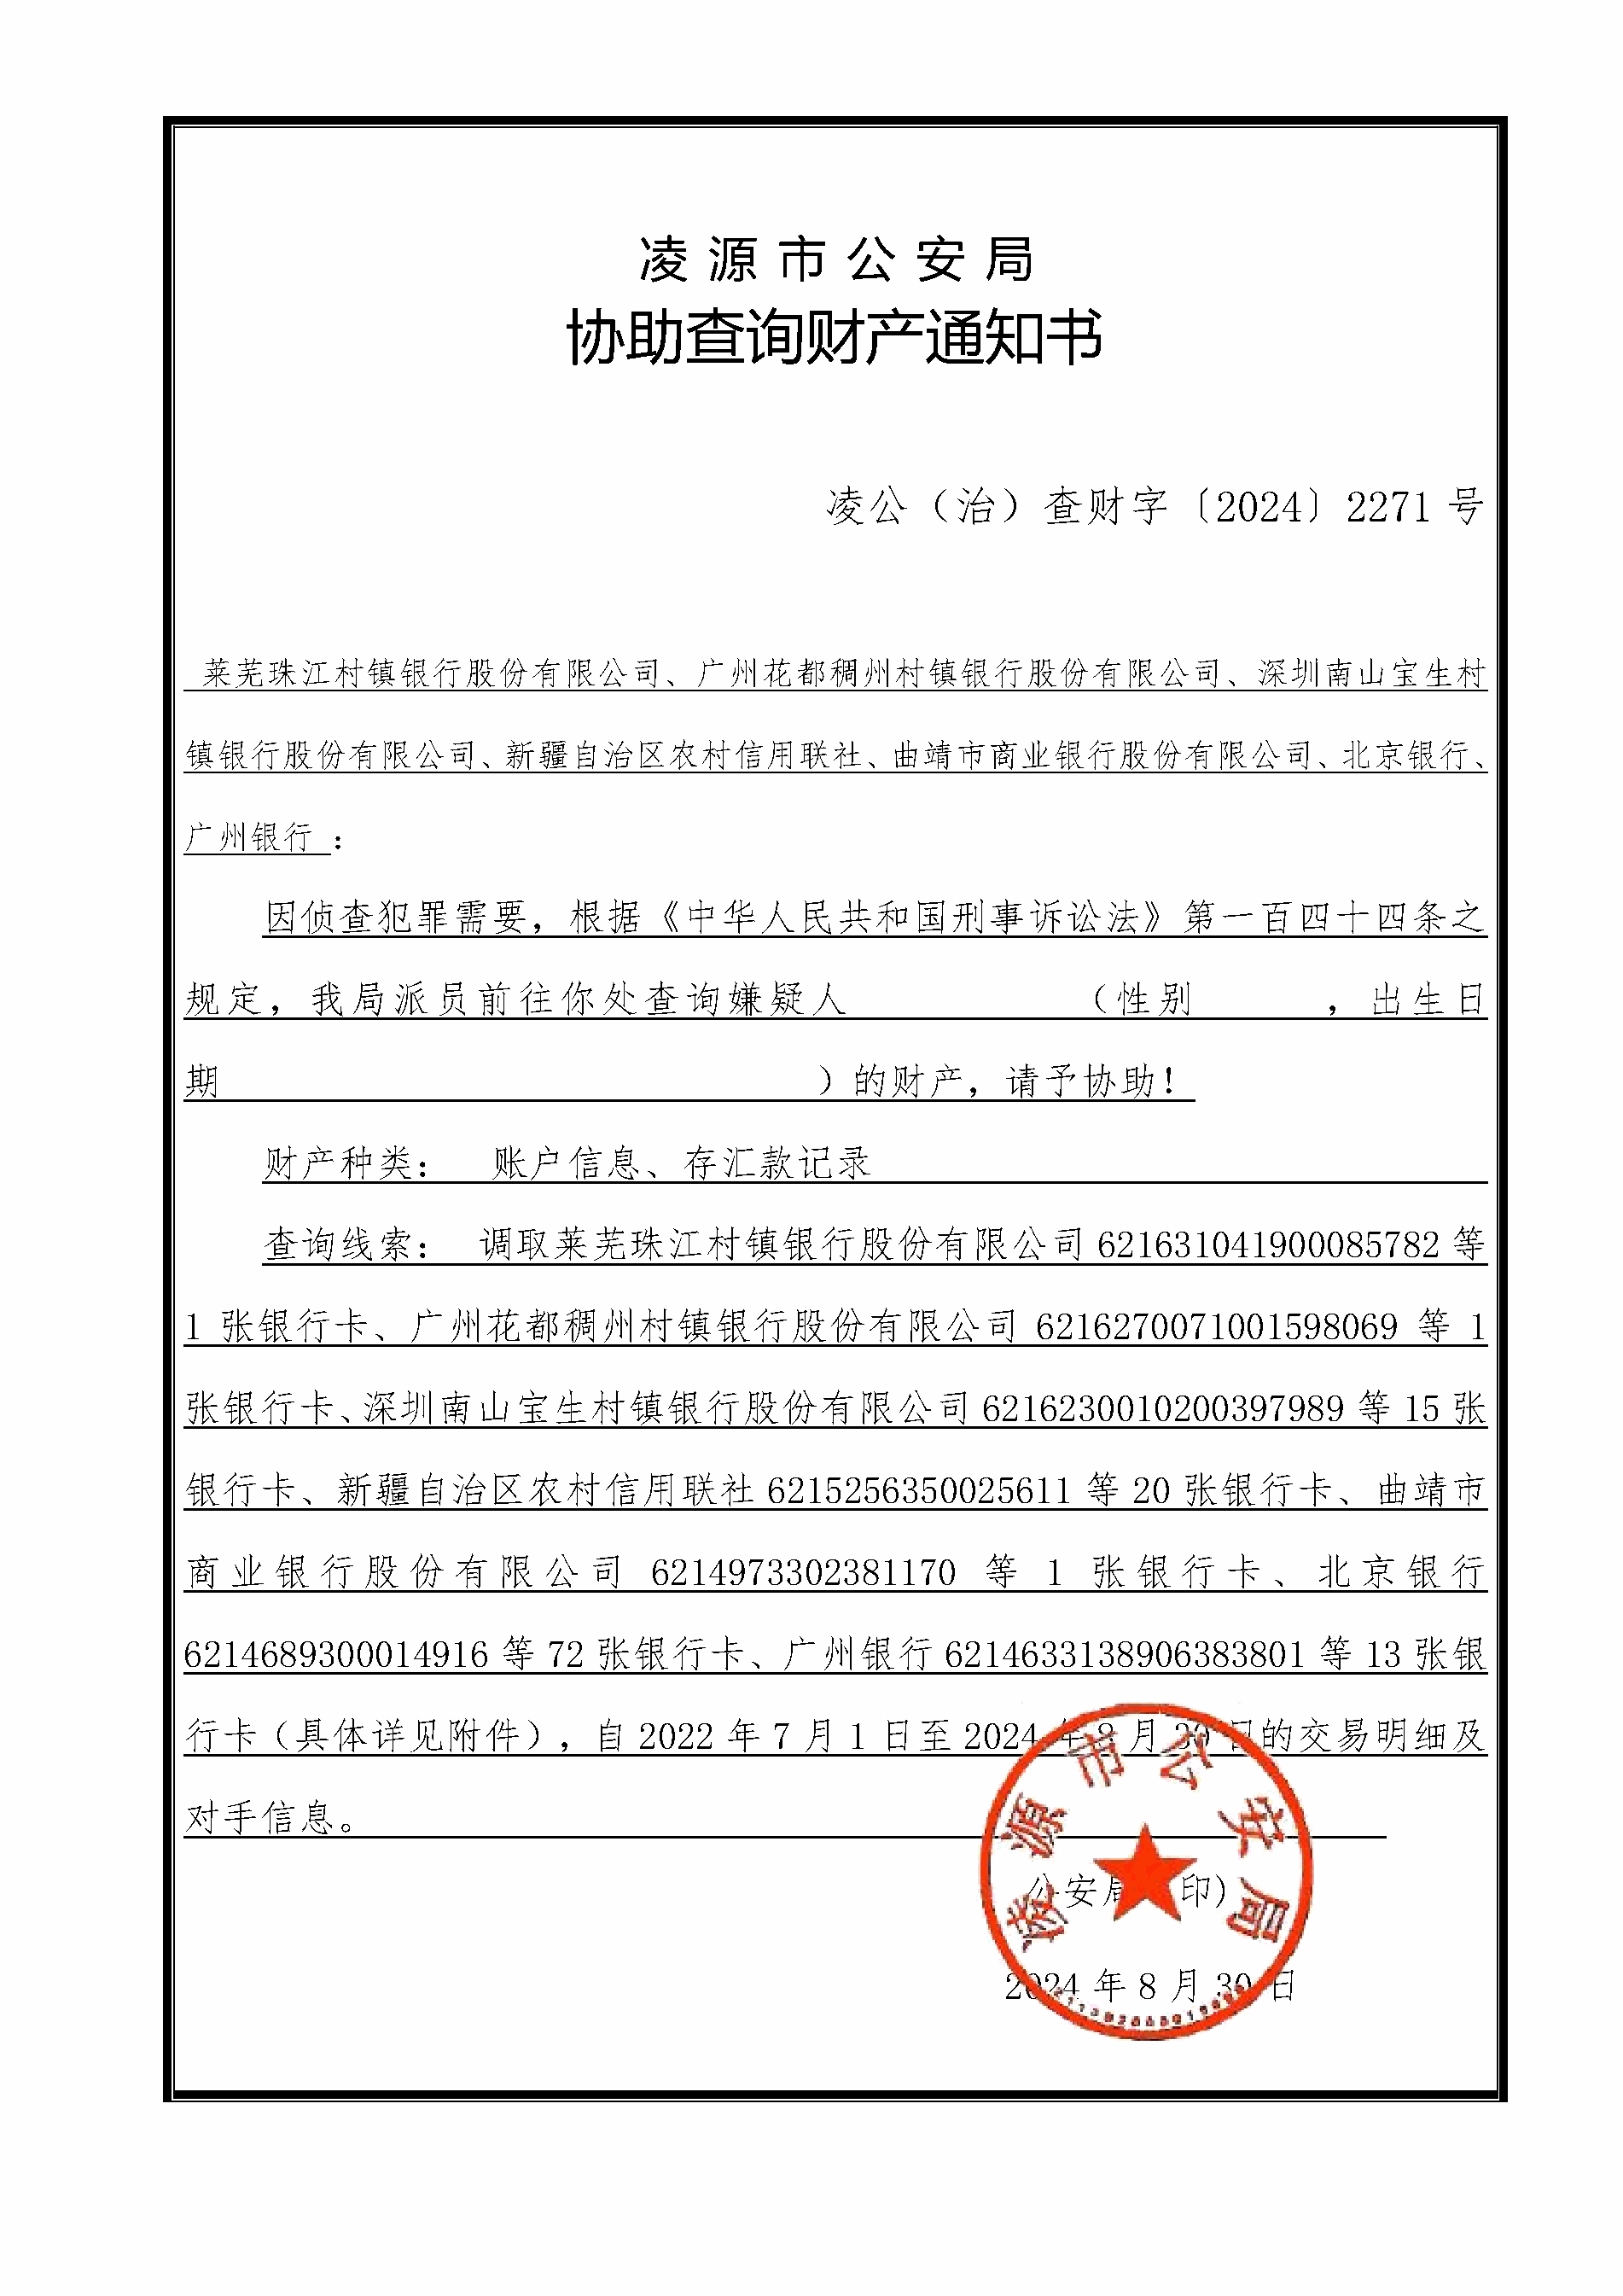 凌源市公安局
协助查询财产通知书
凌公（治）查财字〔2024〕2271 号
莱芜珠江村镇银行股份有限公司、广州花都稠州村镇银行股份有限公司、深圳南山宝生村
镇银行股份有限公司、新疆自治区农村信用联社、曲靖市商业银行股份有限公司、北京银行、
广州银行 ：
因侦查犯罪需要，根据《中华人民共和国刑事诉讼法》第一百四十四条之
规定，我局派员前往你处查询嫌疑人 （性别 ，出生日
期 ）的财产，请予协助！
财产种类： 账户信息、存汇款记录
查询线索： 调取莱芜珠江村镇银行股份有限公司 621631041900085782 等
1 张银行卡、广州花都稠州村镇银行股份有限公司 6216270071001598069 等 1
张银行卡、深圳南山宝生村镇银行股份有限公司 6216230010200397989 等 15 张
银行卡、新疆自治区农村信用联社 6215256350025611 等 20 张银行卡、曲靖市
商业银行股份有限公司 6214973302381170 等 1 张银行卡、北京银行
6214689300014916 等 72 张银行卡、广州银行 6214633138906383801 等 13 张银
行卡（具体详见附件），自 2022 年 7 月 1 日至 2024 年 8 月 30 日的交易明细及
对手信息。
凌源市公安局
公安局 印）
2024 年 8 月 30 日